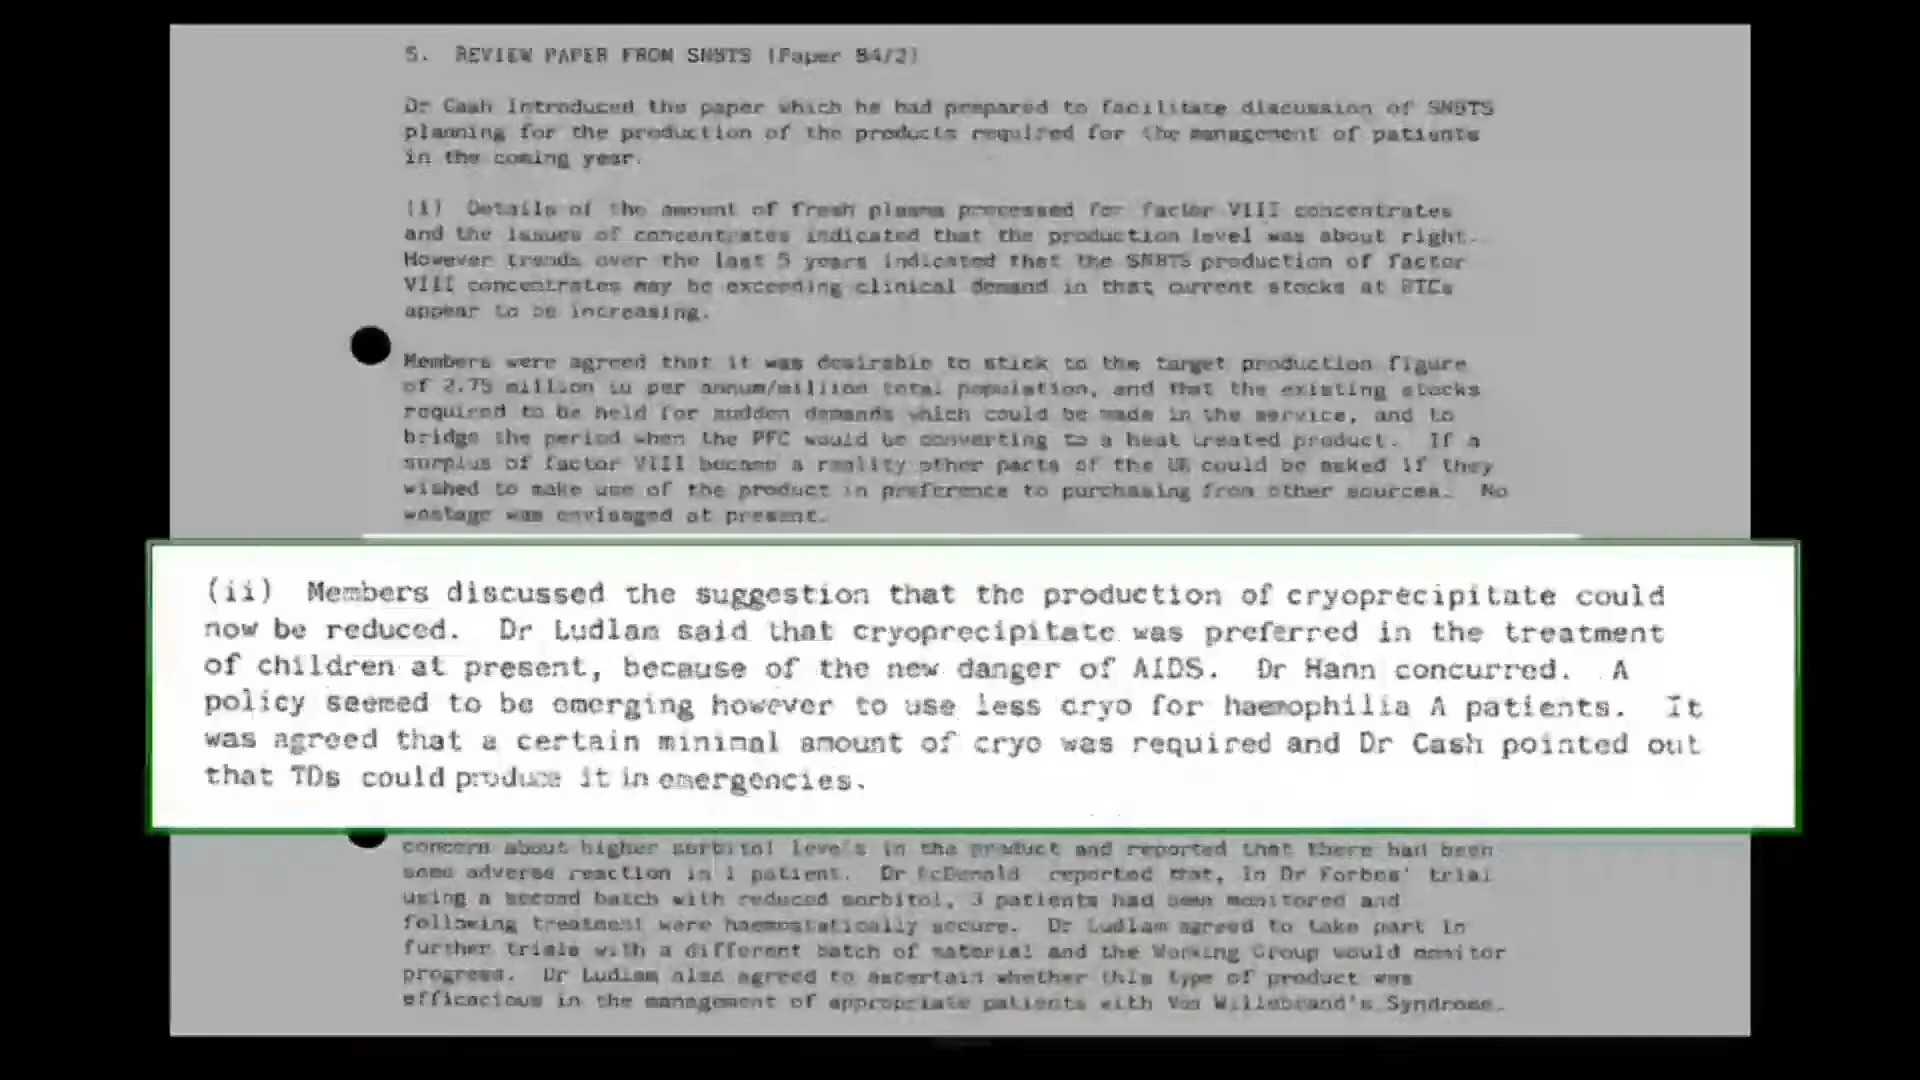 5. REVIEW PAPER FROM SNBTS (Paper 84/2)
Dr Cash introduced the paper which he had prepared to facilitate discussion of SNBTS
planning for the production of the products required for the management of patients
in the coming year.
(i) Details of the amount of fresh plasma processed for factor VIII concentrates
and the issues of concentrates indicated that the production level was about right.
However trends over the last 5 years indicated that the SNBTS production of factor
VIII concentrates may be exceeding clinical demand in that current stocks at RTCs
appear to be increasing.
Members were agreed that it was desirable to stick to the target production figure
of 2.75 million iu per annum/million total population, and that the existing stocks
required to be held for sudden demands which could be made in the service, and to
bridge the period when the PFC would be converting to a heat treated product. If a
surplus of factor VIII became a reality other parts of the UK could be asked if they
wished to make use of the product in preference to purchasing from other sources. No
wastage was envisaged at present.
(ii) Members discussed the suggestion that the production of cryoprecipitate could
now be reduced. Dr Ludlam said that cryoprecipitate was preferred in the treatment
of children at present, because of the new danger of AIDS. Dr Hann concurred. A
policy seemed to be emerging however to use less cryo for haemophilia A patients. It
was agreed that a certain minimal amount of cryo was required and Dr Cash pointed out
that TDs could produce it in emergencies.
concern about higher sorbitol levels in the product and reported that there had been
some adverse reaction in 1 patient. Dr McDonald reported that, in Dr Forbes' trial
using a second batch with reduced sorbitol, 3 patients had been monitored and
following treatment were haemostatically secure. Dr Ludlam agreed to take part in
further trials with a different batch of material and the Working Group would monitor
progress. Dr Ludlam also agreed to ascertain whether this type of product was
efficacious in the management of appropriate patients with Von Willebrand's Syndrome.